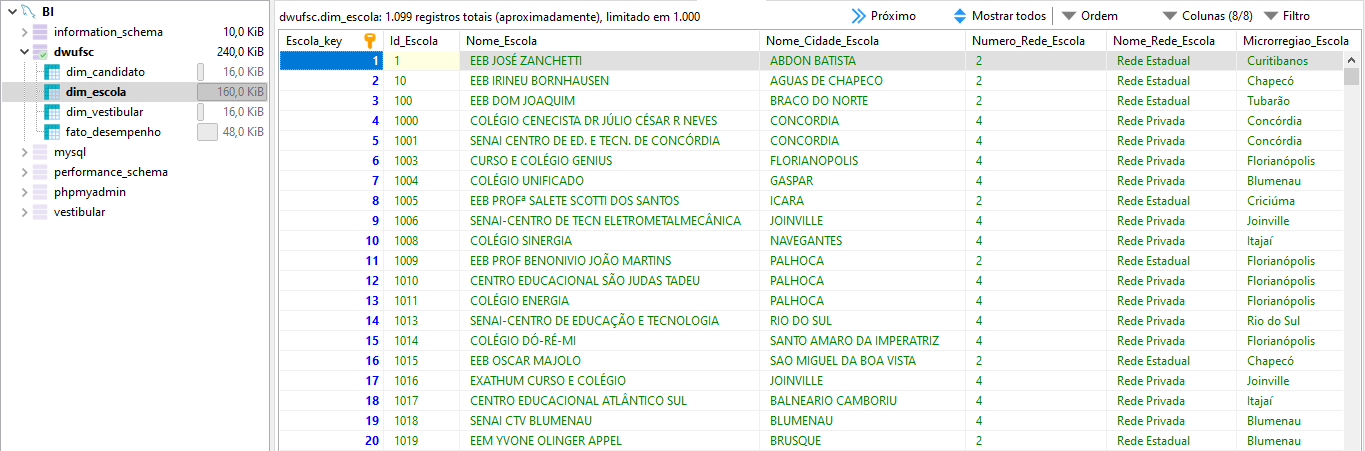 BI
information_schema 10,0 KiB
dwufsc 240,0 KiB
dim_candidato 16,0 KiB
dim_escola 160,0 KiB
dim_vestibular 16,0 KiB
fato_desempenho 48,0 KiB
mysql
performance_schema
phpmyadmin
vestibular
dwufsc.dim_escola: 1.099 registros totais (aproximadamente), limitado em 1.000 Próximo Mostrar todos Ordem Colunas (8/8) Filtro
Escola_key Id_Escola Nome_Escola Nome_Cidade_Escola Numero_Rede_Escola Nome_Rede_Escola Microrregiao_Escola
1 1 EEB JOSÉ ZANCHETTI ABDON BATISTA 2 Rede Estadual Curitibanos
2 10 EEB IRINEU BORNHAUSEN AGUAS DE CHAPECO 2 Rede Estadual Chapecó
3 100 EEB DOM JOAQUIM BRACO DO NORTE 2 Rede Estadual Tubarão
4 1000 COLÉGIO CENECISTA DR JÚLIO CÉSAR R NEVES CONCORDIA 4 Rede Privada Concórdia
5 1001 SENAI CENTRO DE ED. E TECN. DE CONCÓRDIA CONCORDIA 4 Rede Privada Concórdia
6 1003 CURSO E COLÉGIO GENIUS FLORIANOPOLIS 4 Rede Privada Florianópolis
7 1004 COLÉGIO UNIFICADO GASPAR 4 Rede Privada Blumenau
8 1005 EEB PROFª SALETE SCOTTI DOS SANTOS ICARA 2 Rede Estadual Criciúma
9 1006 SENAI-CENTRO DE TECN ELETROMETALMECÂNICA JOINVILLE 4 Rede Privada Joinville
10 1008 COLÉGIO SINERGIA NAVEGANTES 4 Rede Privada Itajaí
11 1009 EEB PROF BENONIVIO JOÃO MARTINS PALHOCA 2 Rede Estadual Florianópolis
12 1010 CENTRO EDUCACIONAL SÃO JUDAS TADEU PALHOCA 4 Rede Privada Florianópolis
13 1011 COLÉGIO ENERGIA PALHOCA 4 Rede Privada Florianópolis
14 1013 SENAI-CENTRO DE EDUCAÇÃO E TECNOLOGIA RIO DO SUL 4 Rede Privada Rio do Sul
15 1014 COLÉGIO DÓ-RÉ-MI SANTO AMARO DA IMPERATRIZ 4 Rede Privada Florianópolis
16 1015 EEB OSCAR MAJOLO SAO MIGUEL DA BOA VISTA 2 Rede Estadual Chapecó
17 1016 EXATHUM CURSO E COLÉGIO JOINVILLE 4 Rede Privada Joinville
18 1017 CENTRO EDUCACIONAL ATLÂNTICO SUL BALNEARIO CAMBORIU 4 Rede Privada Itajaí
19 1018 SENAI CTV BLUMENAU BLUMENAU 4 Rede Privada Blumenau
20 1019 EEM YVONE OLINGER APPEL BRUSQUE 2 Rede Estadual Blumenau